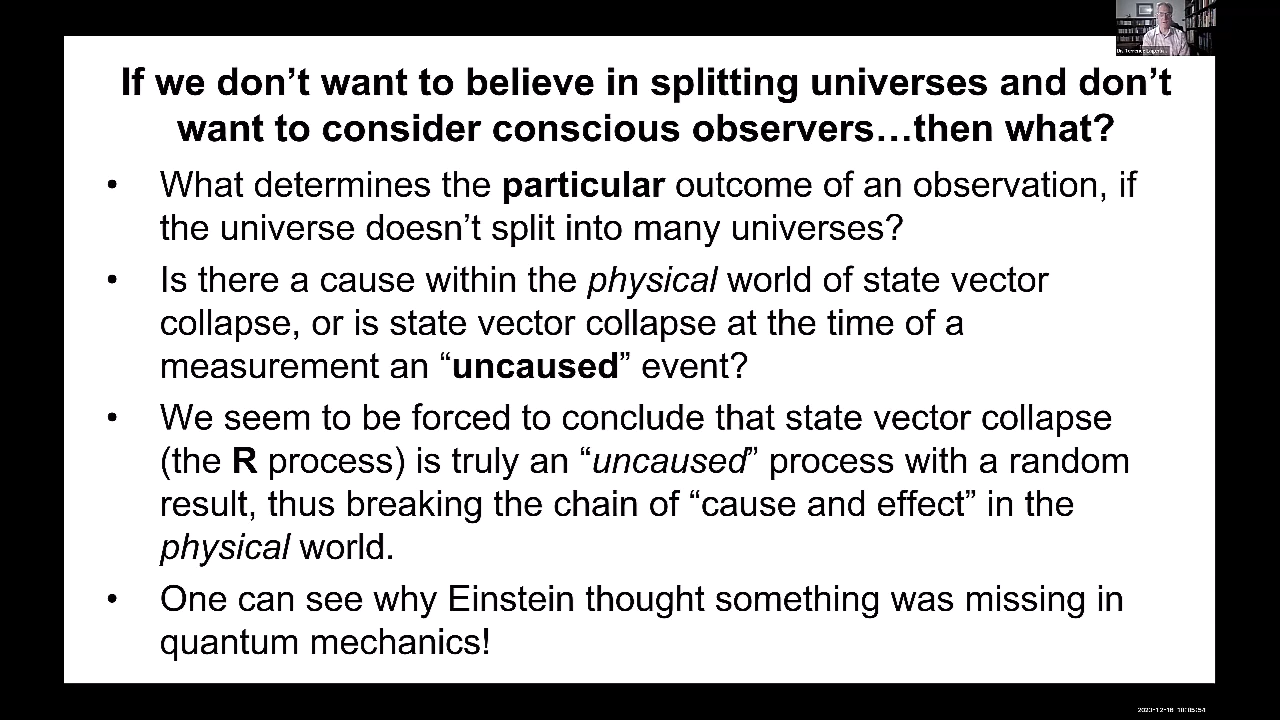 If we don’t want to believe in splitting universes and don’t
want to consider conscious observers…then what?
• What determines the particular outcome of an observation, if
the universe doesn’t split into many universes?
• Is there a cause within the physical world of state vector
collapse, or is state vector collapse at the time of a
measurement an “uncaused” event?
• We seem to be forced to conclude that state vector collapse
(the R process) is truly an “uncaused” process with a random
result, thus breaking the chain of “cause and effect” in the
physical world.
• One can see why Einstein thought something was missing in
quantum mechanics!
Dr. Terrence